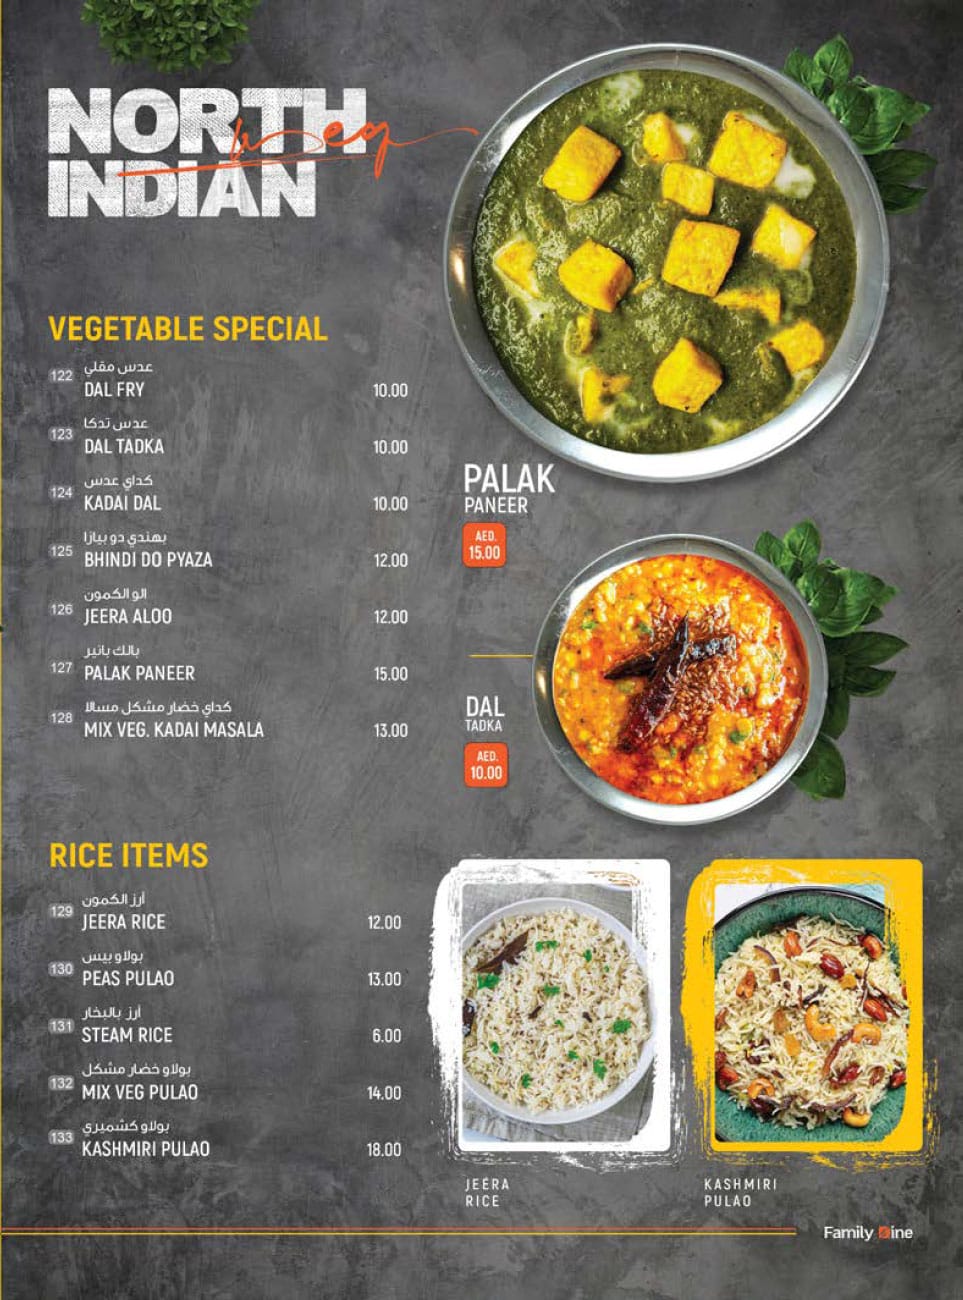 NORTH
Veg
INDIAN
VEGETABLE SPECIAL
122
عدس مقلي
DAL FRY 10.00
123
عدس تدكا
DAL TADKA 10.00
124
كداي عدس
KADAI DAL 10.00
125
بهندي دو بيازا
BHINDI DO PYAZA 12.00
126
الو الكمون
JEERA ALOO 12.00
127
بالك بانير
PALAK PANEER 15.00
128
كداي خضار مشكل مسالا
MIX VEG. KADAI MASALA 13.00
PALAK
PANEER
AED.
15.00
DAL
TADKA
AED.
10.00
RICE ITEMS
129
أرز الكمون
JEERA RICE 12.00
130
بولاو بيس
PEAS PULAO 13.00
131
أرز بالبخار
STEAM RICE 6.00
132
بولاو خضار مشكل
MIX VEG PULAO 14.00
133
بولاو كشميري
KASHMIRI PULAO 18.00
JEERA
RICE
KASHMIRI
PULAO
Family Dine